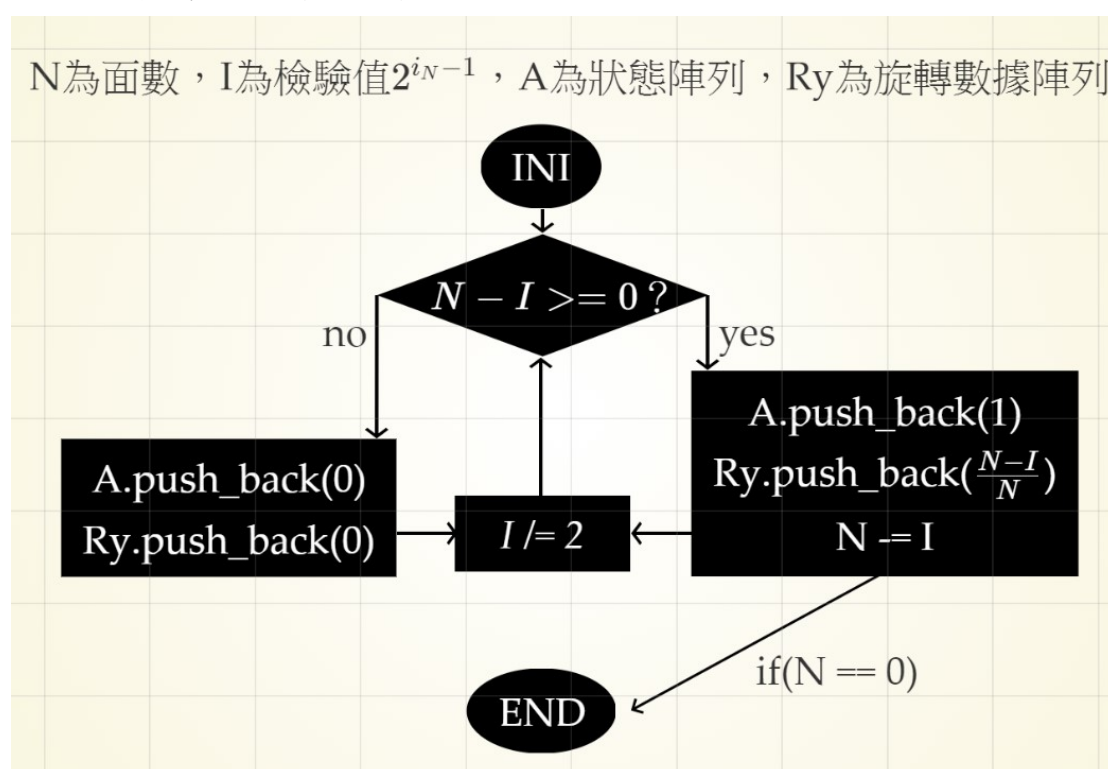 N為面數，I為檢驗值$2^{i_N-1}$，A為狀態陣列，Ry為旋轉數據陣列
INI
N − I >= 0 ?
no
yes
A.push_back(1)
Ry.push_back($\frac{N-I}{N}$)
N -= I
A.push_back(0)
Ry.push_back(0)
I /= 2
if(N == 0)
END